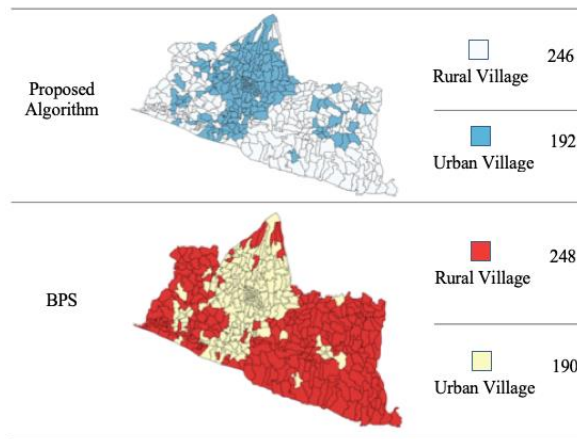 Proposed
Algorithm
246
Rural Village
192
Urban Village
BPS
248
Rural Village
190
Urban Village